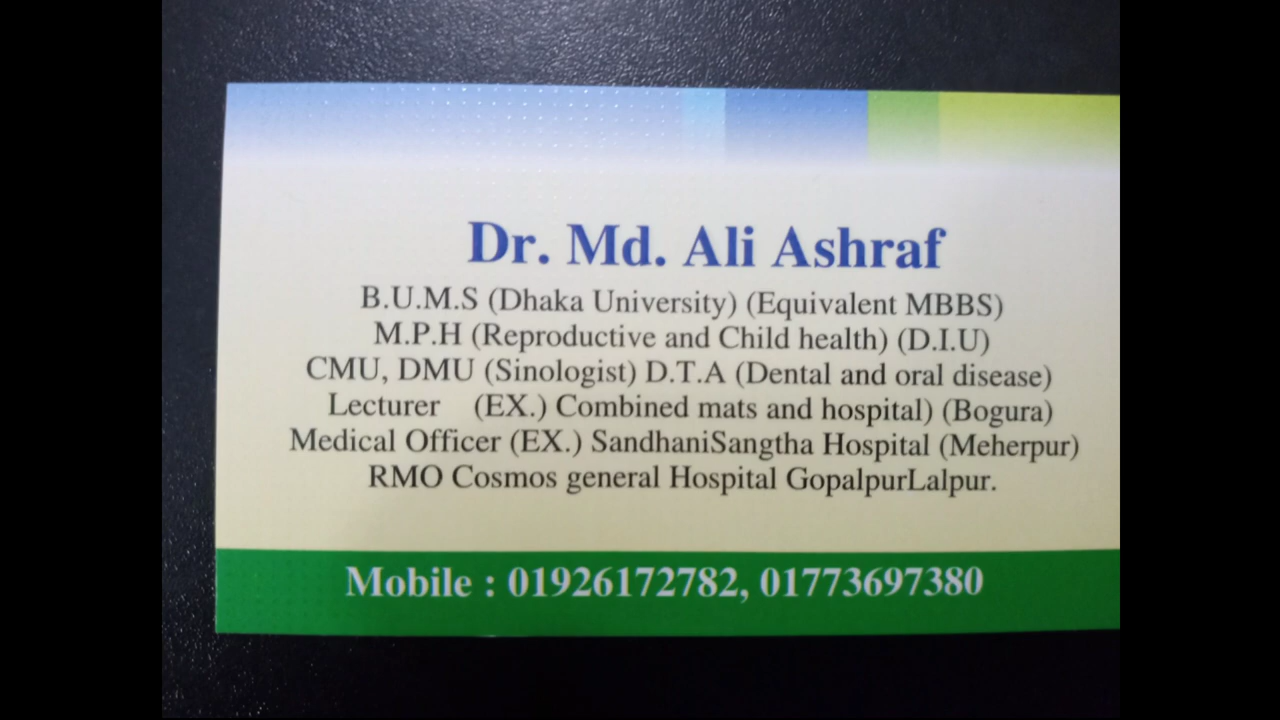 Dr. Md. Ali Ashraf
B.U.M.S (Dhaka University) (Equivalent MBBS)
M.P.H (Reproductive and Child health) (D.I.U)
CMU, DMU (Sinologist) D.T.A (Dental and oral disease)
Lecturer (EX.) Combined mats and hospital) (Bogura)
Medical Officer (EX.) SandhaniSangtha Hospital (Meherpur)
RMO Cosmos general Hospital GopalpurLalpur.
Mobile : 01926172782, 01773697380